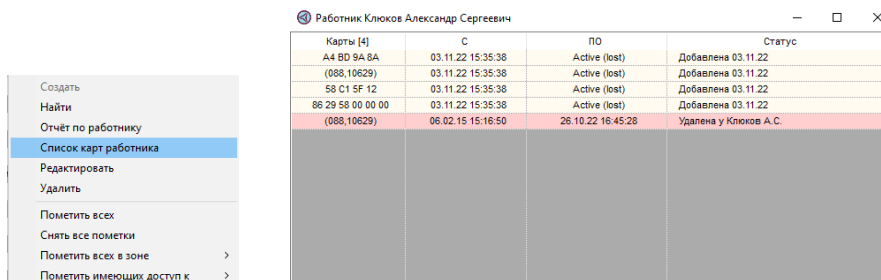 Работник Клюков Александр Сергеевич
Карты [4] С ПО Статус
A4 BD 9A 8A 03.11.22 15:35:38 Active (lost) Добавлена 03.11.22
(088,10629) 03.11.22 15:35:38 Active (lost) Добавлена 03.11.22
58 C1 5F 12 03.11.22 15:35:38 Active (lost) Добавлена 03.11.22
86 29 58 00 00 00 03.11.22 15:35:38 Active (lost) Добавлена 03.11.22
(088,10629) 06.02.15 15:16:50 26.10.22 16:45:28 Удалена у Клюков А.С.
Создать
Найти
Отчёт по работнику
Список карт работника
Редактировать
Удалить
Пометить всех
Снять все пометки
Пометить всех в зоне
Пометить имеющих доступ к